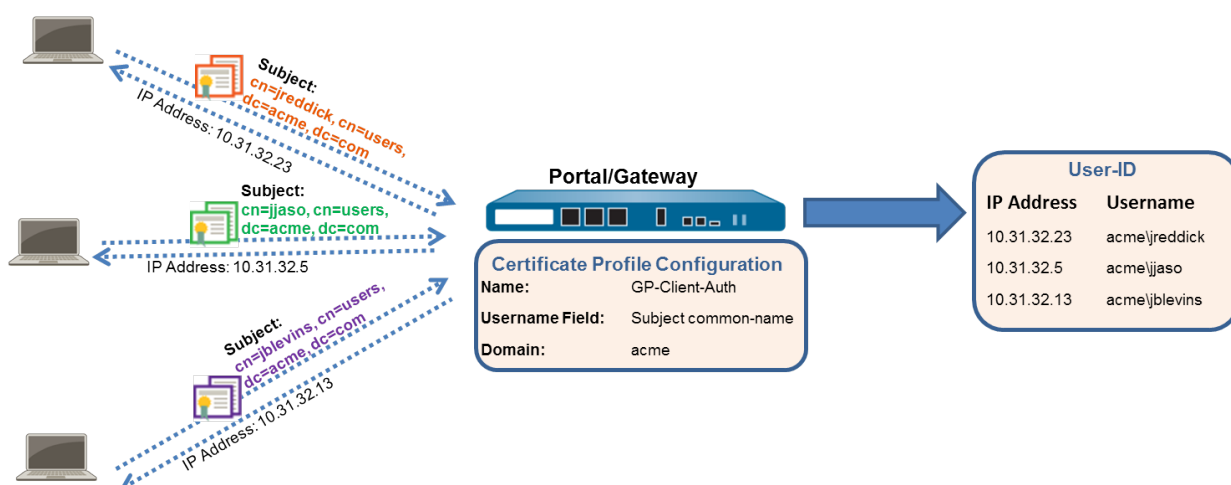 Subject:
cn=jreddick, cn=users,
dc=acme, dc=com
IP Address: 10.31.32.23
Subject:
cn=jjaso, cn=users,
dc=acme, dc=com
IP Address: 10.31.32.5
Subject:
cn=jblevins, cn=users,
dc=acme, dc=com
IP Address: 10.31.32.13
Portal/Gateway
Certificate Profile Configuration
Name: GP-Client-Auth
Username Field: Subject common-name
Domain: acme
User-ID
IP Address Username
10.31.32.23 acme\jreddick
10.31.32.5 acme\jjaso
10.31.32.13 acme\jblevins